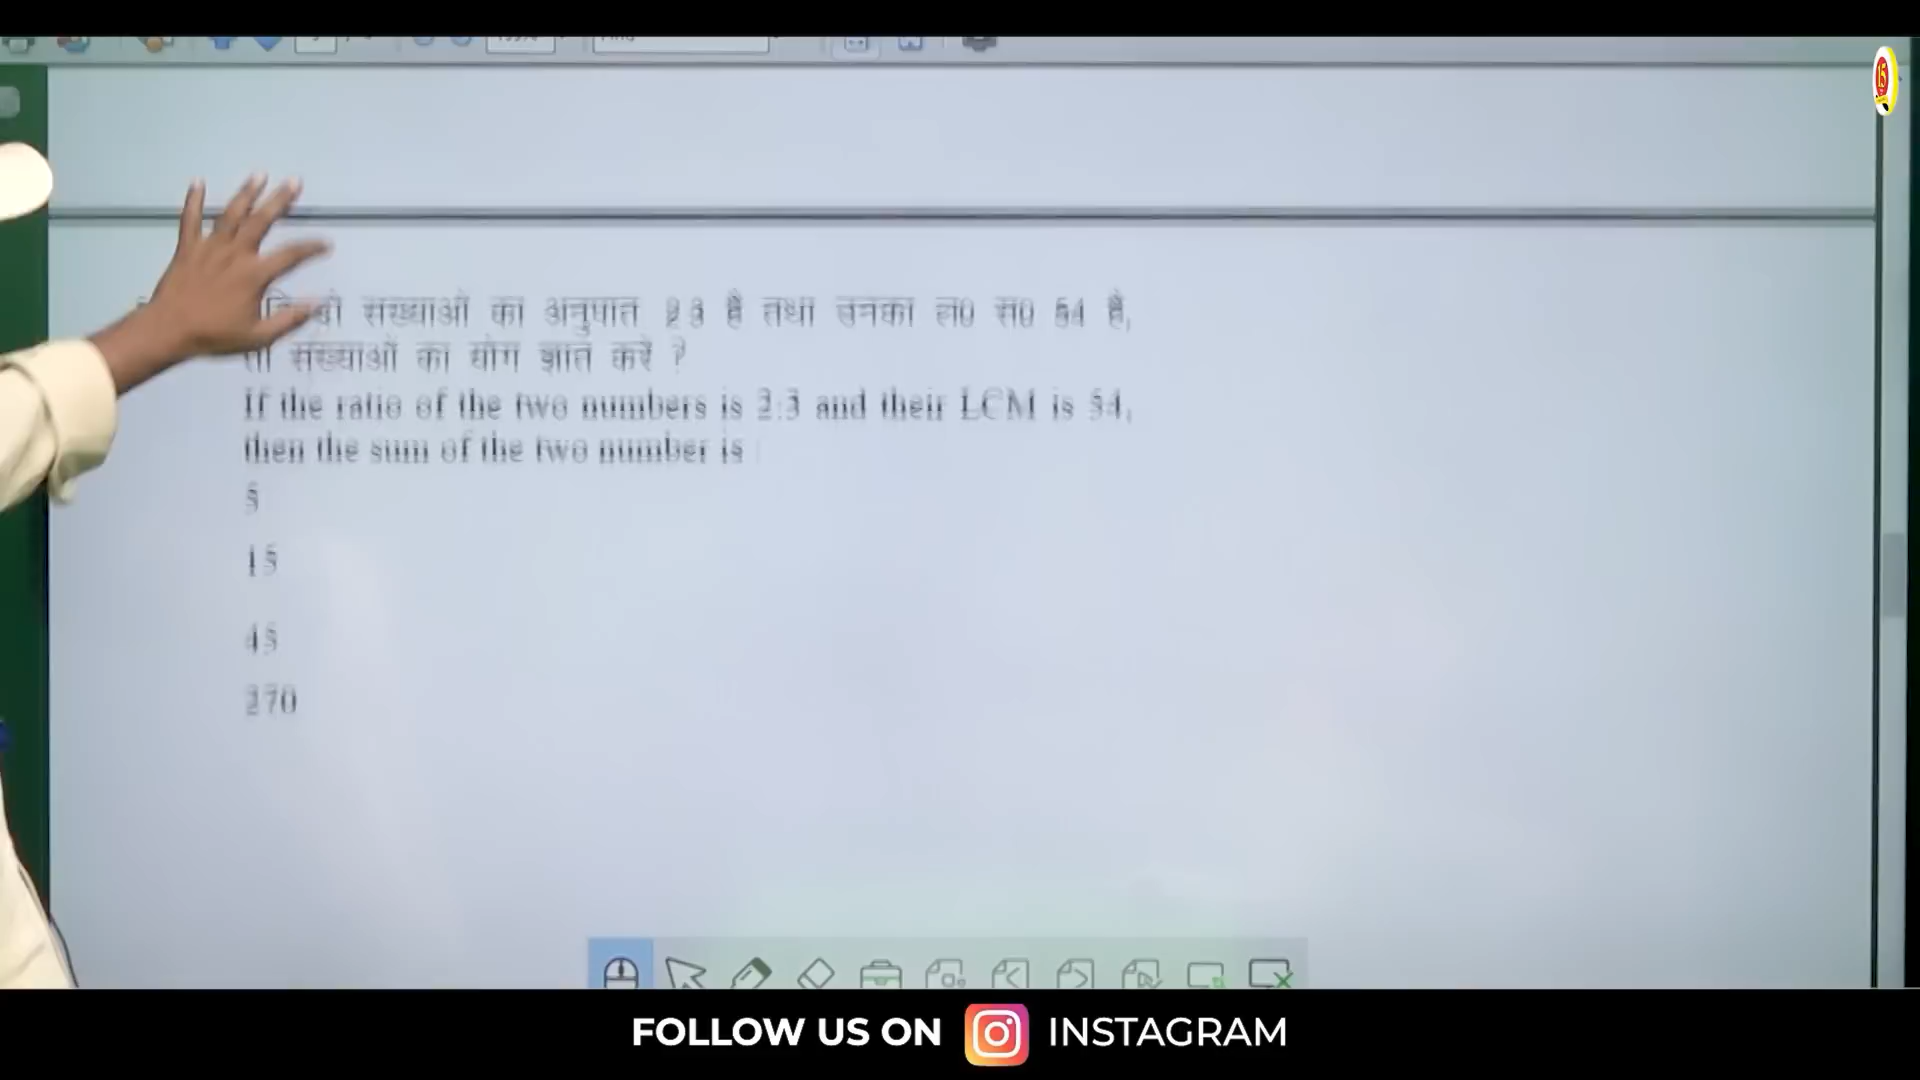 संख्याओं का अनुपात 2:3 है तथा उनका ल0 स0 54 है,
तो संख्याओं का योग ज्ञात करें ?
If the ratio of the two numbers is 2:3 and their LCM is 54,
then the sum of the two number is
5
15
45
270
FOLLOW US ON INSTAGRAM